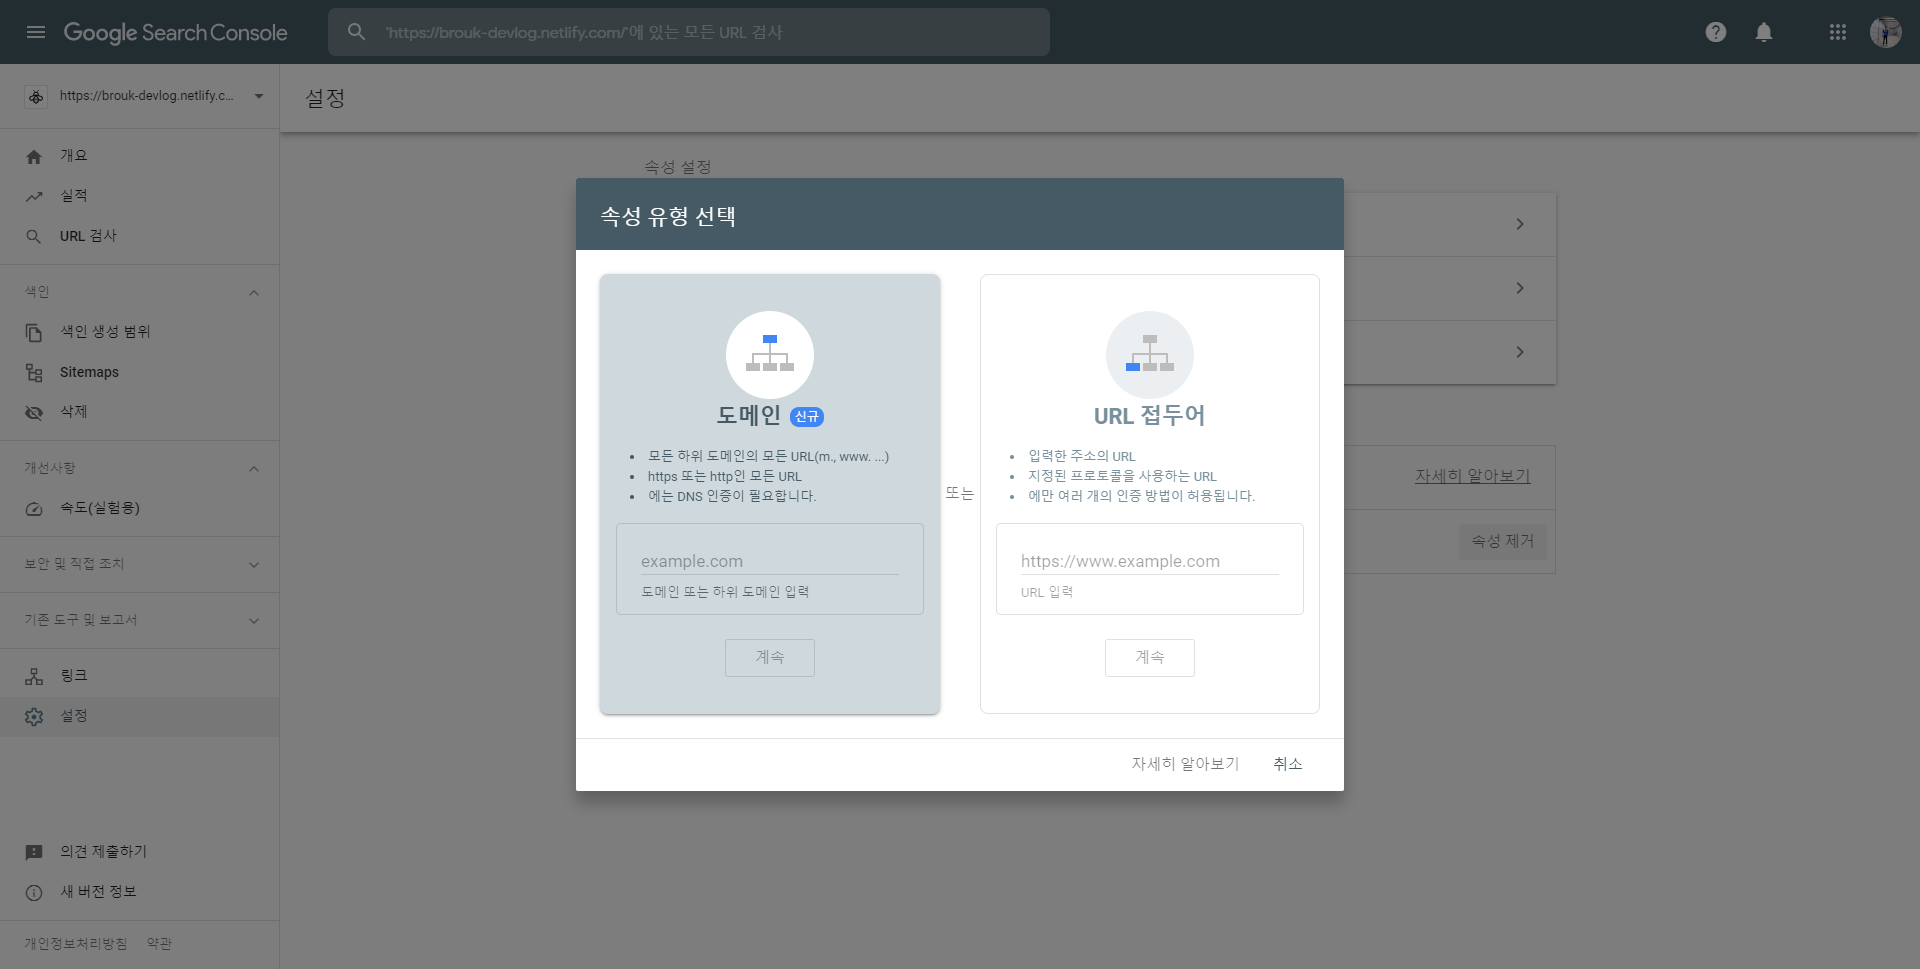 Google Search Console
'https://brouk-devlog.netlify.com/'에 있는 모든 URL 검사
https://brouk-devlog.netlify.c...
개요
실적
URL 검사
색인
색인 생성 범위
Sitemaps
삭제
개선사항
속도(실험용)
보안 및 직접 조치
기존 도구 및 보고서
링크
설정
의견 제출하기
새 버전 정보
개인정보처리방침 약관
설정
속성 설정
자세히 알아보기
속성 제거
속성 유형 선택
도메인 신규
모든 하위 도메인의 모든 URL(m., www. ...)
https 또는 http인 모든 URL
에는 DNS 인증이 필요합니다.
example.com
도메인 또는 하위 도메인 입력
계속
또는
URL 접두어
입력한 주소의 URL
지정된 프로토콜을 사용하는 URL
에만 여러 개의 인증 방법이 허용됩니다.
https://www.example.com
URL 입력
계속
자세히 알아보기 취소